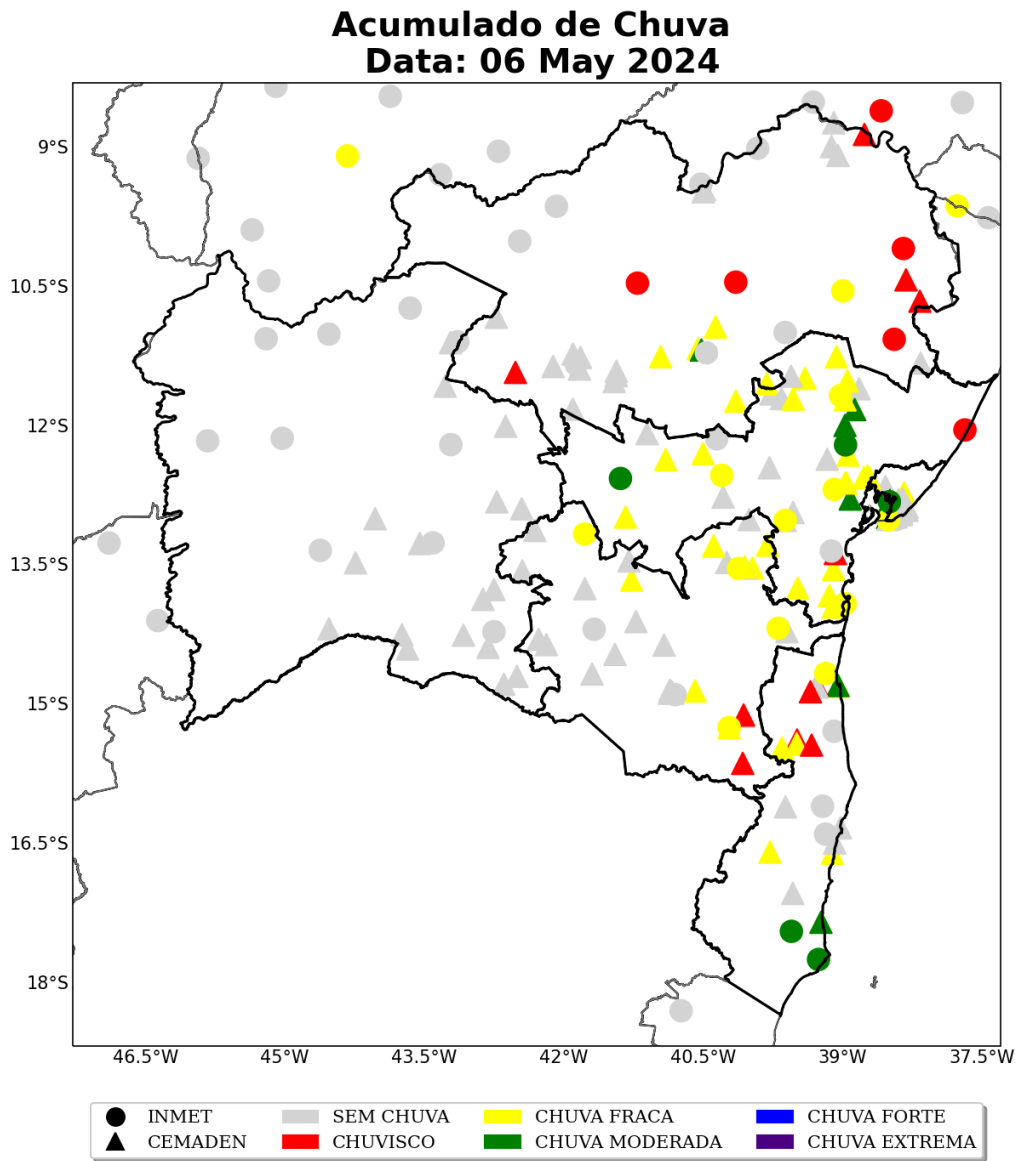 Acumulado de Chuva
Data: 06 May 2024
9°S
10.5°S
12°S
13.5°S
15°S
16.5°S
18°S
46.5°W 45°W 43.5°W 42°W 40.5°W 39°W 37.5°W
INMET SEM CHUVA CHUVA FRACA CHUVA FORTE
CEMADEN CHUVISCO CHUVA MODERADA CHUVA EXTREMA